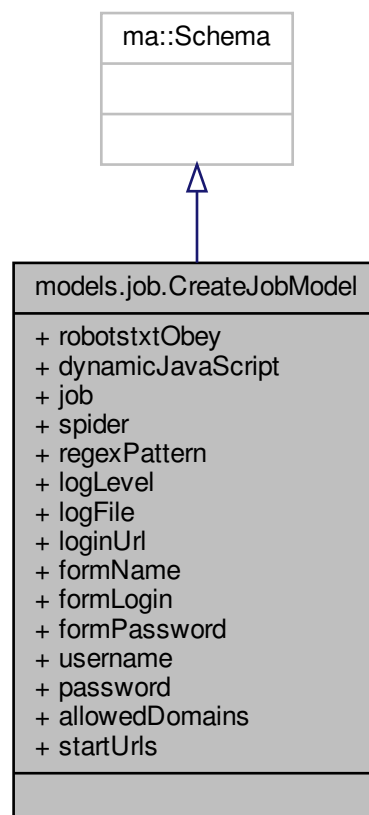 ma::Schema
models.job.CreateJobModel
+ robotstxtObey
+ dynamicJavaScript
+ job
+ spider
+ regexPattern
+ logLevel
+ logFile
+ loginUrl
+ formName
+ formLogin
+ formPassword
+ username
+ password
+ allowedDomains
+ startUrls